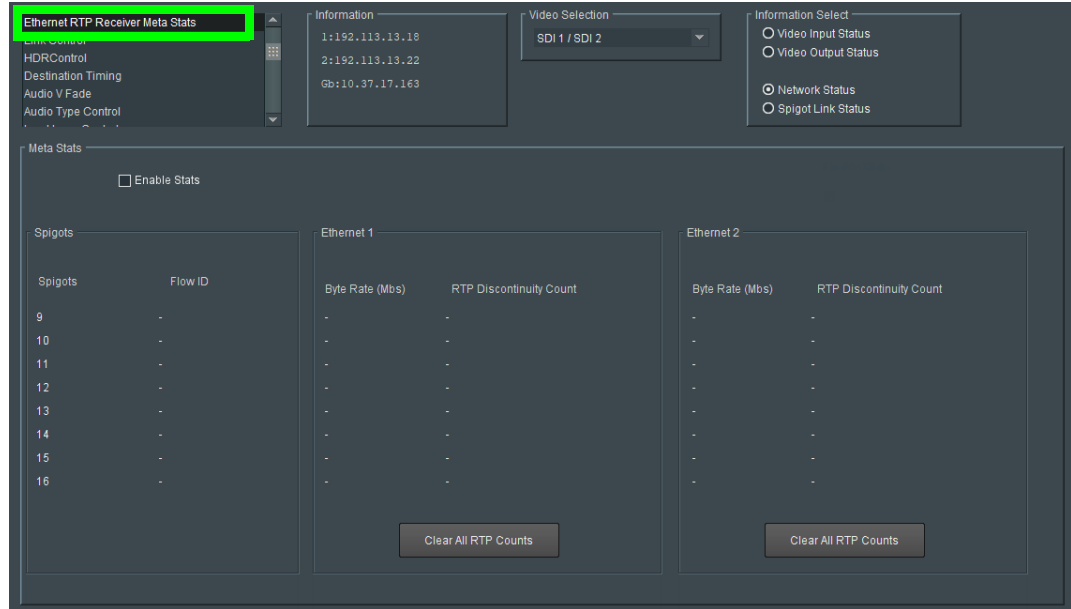 Ethernet RTP Receiver Meta Stats
Link Control
HDRControl
Destination Timing
Audio V Fade
Audio Type Control
Information
1:192.113.13.18
2:192.113.13.22
Gb:10.37.17.163
Video Selection
SDI 1 / SDI 2
Information Select
Video Input Status
Video Output Status
Network Status
Spigot Link Status
Meta Stats
Enable Stats
Spigots
Spigots Flow ID
9 -
10 -
11 -
12 -
13 -
14 -
15 -
16 -
Ethernet 1
Byte Rate (Mbs) RTP Discontinuity Count
- -
- -
- -
- -
- -
- -
- -
- -
Clear All RTP Counts
Ethernet 2
Byte Rate (Mbs) RTP Discontinuity Count
- -
- -
- -
- -
- -
- -
- -
- -
Clear All RTP Counts